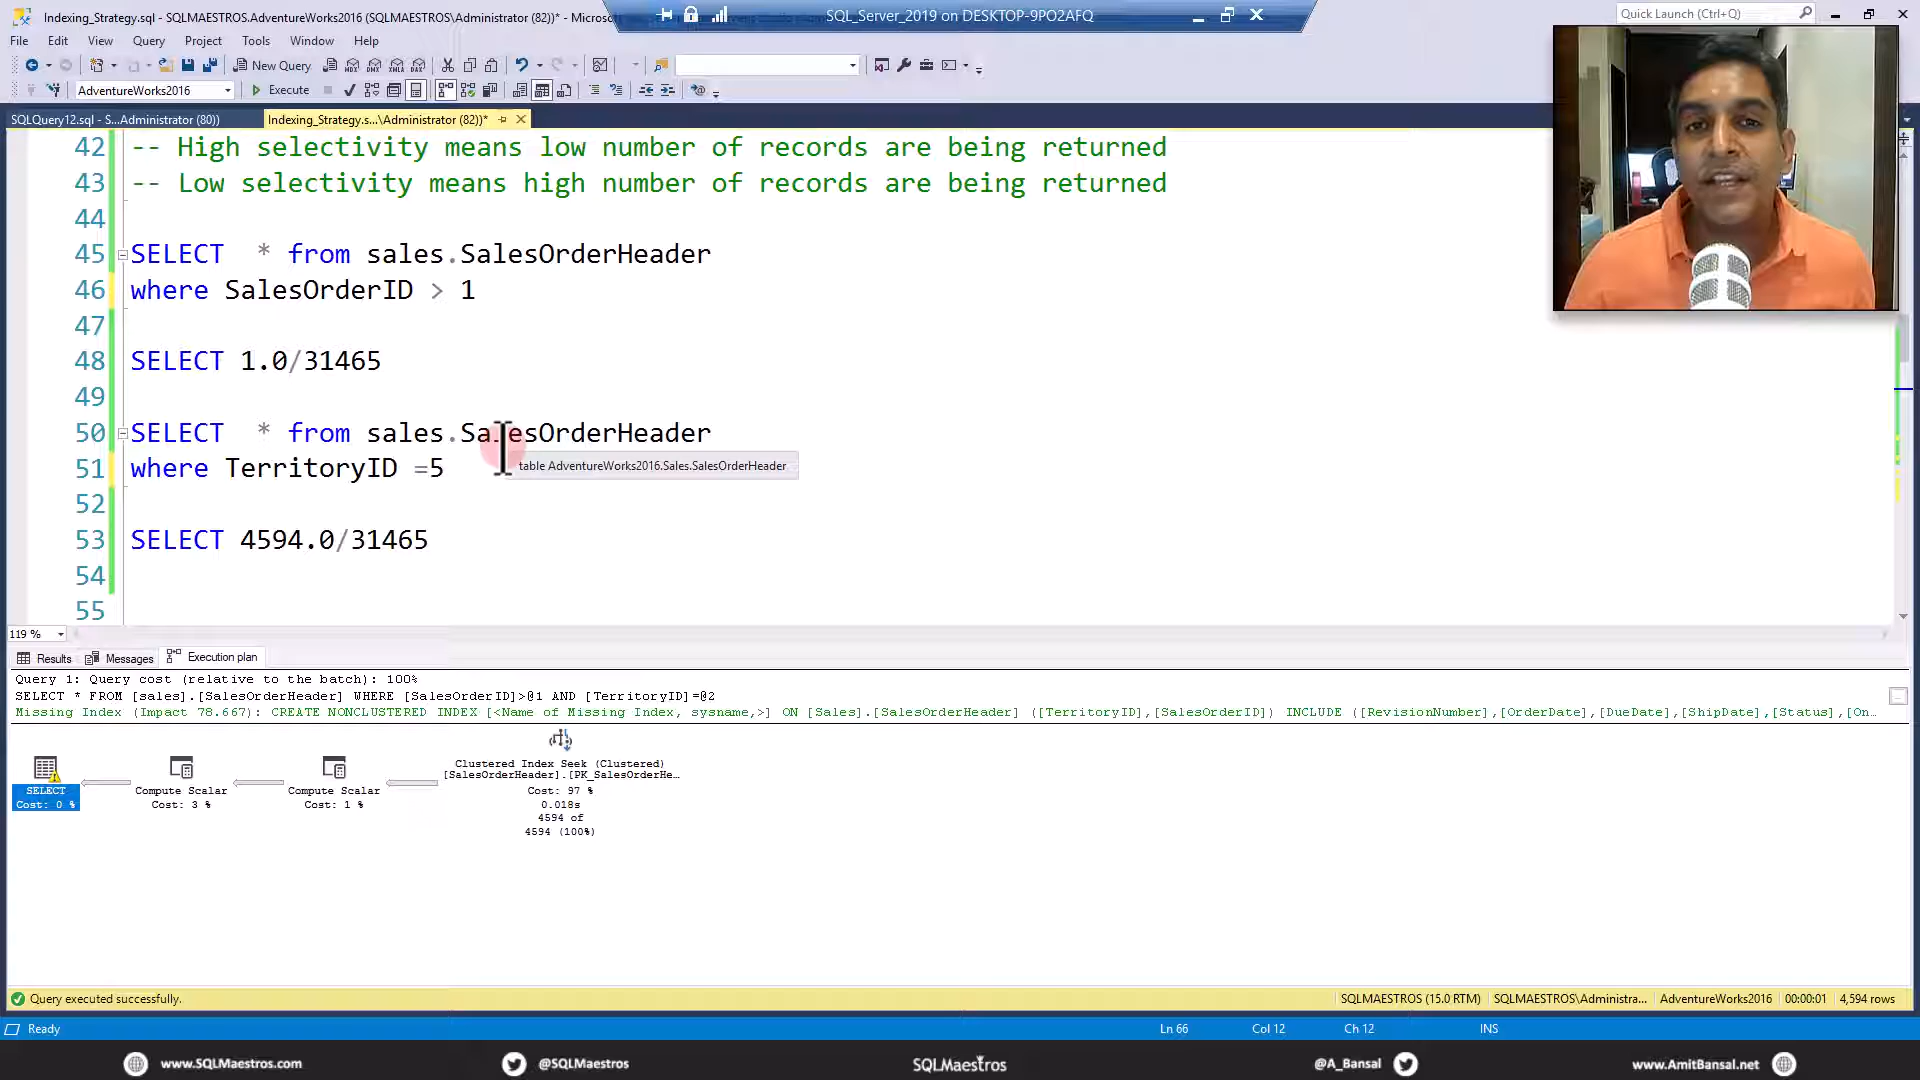 Indexing_Strategy.sql - SQLMAESTROS.AdventureWorks2016 (SQLMAESTROS\Administrator (82))* - Micros
SQL_Server_2019 on DESKTOP-9PO2AFQ
Quick Launch (Ctrl+Q)
File Edit View Query Project Tools Window Help
New Query
AdventureWorks2016
Execute
SQLQuery12.sql - S...Administrator (80))
Indexing_Strategy.s...\Administrator (82))*
42 -- High selectivity means low number of records are being returned
43 -- Low selectivity means high number of records are being returned
44
45 SELECT * from sales.SalesOrderHeader
46 where SalesOrderID > 1
47
48 SELECT 1.0/31465
49
50 SELECT * from sales.SalesOrderHeader
51 where TerritoryID =5
table AdventureWorks2016.Sales.SalesOrderHeader
52
53 SELECT 4594.0/31465
54
55
119 %
Results Messages Execution plan
Query 1: Query cost (relative to the batch): 100%
SELECT * FROM [sales].[SalesOrderHeader] WHERE [SalesOrderID]>@1 AND [TerritoryID]=@2
Missing Index (Impact 78.667): CREATE NONCLUSTERED INDEX [<Name of Missing Index, sysname,>] ON [Sales].[SalesOrderHeader] ([TerritoryID],[SalesOrderID]) INCLUDE ([RevisionNumber],[OrderDate],[DueDate],[ShipDate],[Status],[On...
SELECT
Cost: 0 %
Compute Scalar
Cost: 3 %
Compute Scalar
Cost: 1 %
Clustered Index Seek (Clustered)
[SalesOrderHeader].[PK_SalesOrderHe...
Cost: 97 %
0.018s
4594 of
4594 (100%)
Query executed successfully.
SQLMAESTROS (15.0 RTM) SQLMAESTROS\Administra... AdventureWorks2016 00:00:01 4,594 rows
Ready
Ln 66 Col 12 Ch 12 INS
www.SQLMaestros.com
@SQLMaestros
SQLMaestros
@A_Bansal
www.AmitBansal.net